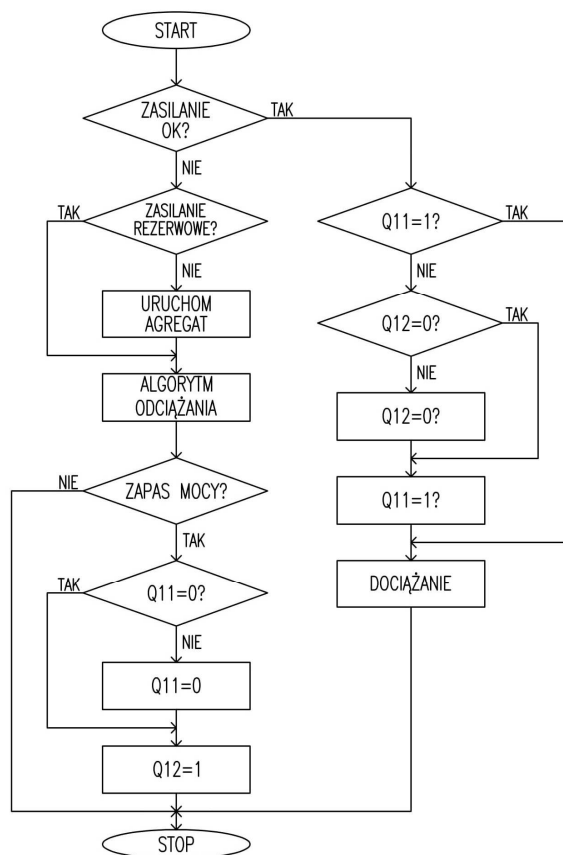 START
ZASILANIE
OK?
TAK
NIE
TAK
ZASILANIE
REZERWOWE?
NIE
URUCHOM
AGREGAT
ALGORYTM
ODCIĄŻANIA
NIE
ZAPAS MOCY?
TAK
TAK
Q11=0?
NIE
Q11=0
Q12=1
STOP
Q11=1?
TAK
NIE
Q12=0?
TAK
NIE
Q12=0?
Q11=1?
DOCIĄŻANIE